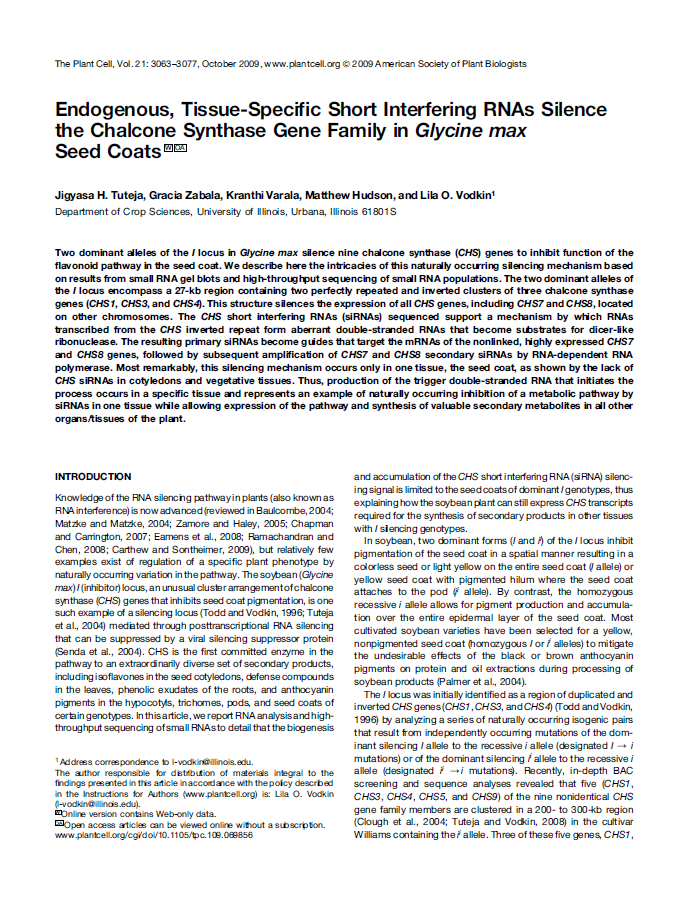 The Plant Cell, Vol. 21: 3063–3077, October 2009, www.plantcell.org © 2009 American Society of Plant Biologists
Endogenous, Tissue-Specific Short Interfering RNAs Silence
the Chalcone Synthase Gene Family in Glycine max
Seed Coats W OA
Jigyasa H. Tuteja, Gracia Zabala, Kranthi Varala, Matthew Hudson, and Lila O. Vodkin1
Department of Crop Sciences, University of Illinois, Urbana, Illinois 61801S
Two dominant alleles of the I locus in Glycine max silence nine chalcone synthase (CHS) genes to inhibit function of the
flavonoid pathway in the seed coat. We describe here the intricacies of this naturally occurring silencing mechanism based
on results from small RNA gel blots and high-throughput sequencing of small RNA populations. The two dominant alleles of
the I locus encompass a 27-kb region containing two perfectly repeated and inverted clusters of three chalcone synthase
genes (CHS1, CHS3, and CHS4). This structure silences the expression of all CHS genes, including CHS7 and CHS8, located
on other chromosomes. The CHS short interfering RNAs (siRNAs) sequenced support a mechanism by which RNAs
transcribed from the CHS inverted repeat form aberrant double-stranded RNAs that become substrates for dicer-like
ribonuclease. The resulting primary siRNAs become guides that target the mRNAs of the nonlinked, highly expressed CHS7
and CHS8 genes, followed by subsequent amplification of CHS7 and CHS8 secondary siRNAs by RNA-dependent RNA
polymerase. Most remarkably, this silencing mechanism occurs only in one tissue, the seed coat, as shown by the lack of
CHS siRNAs in cotyledons and vegetative tissues. Thus, production of the trigger double-stranded RNA that initiates the
process occurs in a specific tissue and represents an example of naturally occurring inhibition of a metabolic pathway by
siRNAs in one tissue while allowing expression of the pathway and synthesis of valuable secondary metabolites in all other
organs/tissues of the plant.
INTRODUCTION
Knowledge of the RNA silencing pathway in plants (also known as
RNA interference) is now advanced (reviewed in Baulcombe, 2004;
Matzke and Matzke, 2004; Zamore and Haley, 2005; Chapman
and Carrington, 2007; Eamens et al., 2008; Ramachandran and
Chen, 2008; Carthew and Sontheimer, 2009), but relatively few
examples exist of regulation of a specific plant phenotype by
naturally occurring variation in the pathway. The soybean (Glycine
max) I (inhibitor) locus, an unusual cluster arrangement of chalcone
synthase (CHS) genes that inhibits seed coat pigmentation, is one
such example of a silencing locus (Todd and Vodkin, 1996; Tuteja
et al., 2004) mediated through posttranscriptional RNA silencing
that can be suppressed by a viral silencing suppressor protein
(Senda et al., 2004). CHS is the first committed enzyme in the
pathway to an extraordinarily diverse set of secondary products,
including isoflavones in the seed cotyledons, defense compounds
in the leaves, phenolic exudates of the roots, and anthocyanin
pigments in the hypocotyls, trichomes, pods, and seed coats of
certain genotypes. In this article, we report RNA analysis and high-
throughput sequencing of small RNAs to detail that the biogenesis
1 Address correspondence to l-vodkin@illinois.edu.
The author responsible for distribution of materials integral to the
findings presented in this article in accordance with the policy described
in the Instructions for Authors (www.plantcell.org) is: Lila O. Vodkin
(l-vodkin@illinois.edu).
W Online version contains Web-only data.
OA Open access articles can be viewed online without a subscription.
www.plantcell.org/cgi/doi/10.1105/tpc.109.069856
and accumulation of the CHS short interfering RNA (siRNA) silenc-
ing signal is limited to the seed coats of dominant I genotypes, thus
explaining how the soybean plant can still express CHS transcripts
required for the synthesis of secondary products in other tissues
with I silencing genotypes.
In soybean, two dominant forms (I and ii) of the I locus inhibit
pigmentation of the seed coat in a spatial manner resulting in a
colorless seed or light yellow on the entire seed coat (I allele) or
yellow seed coat with pigmented hilum where the seed coat
attaches to the pod (ii allele). By contrast, the homozygous
recessive i allele allows for pigment production and accumula-
tion over the entire epidermal layer of the seed coat. Most
cultivated soybean varieties have been selected for a yellow,
nonpigmented seed coat (homozygous I or ii alleles) to mitigate
the undesirable effects of the black or brown anthocyanin
pigments on protein and oil extractions during processing of
soybean products (Palmer et al., 2004).
The I locus was initially identified as a region of duplicated and
inverted CHS genes (CHS1, CHS3, and CHS4) (Todd and Vodkin,
1996) by analyzing a series of naturally occurring isogenic pairs
that result from independently occurring mutations of the dom-
inant silencing I allele to the recessive i allele (designated I → i
mutations) or of the dominant silencing ii allele to the recessive i
allele (designated ii → i mutations). Recently, in-depth BAC
screening and sequence analyses revealed that five (CHS1,
CHS3, CHS4, CHS5, and CHS9) of the nine nonidentical CHS
gene family members are clustered in a 200- to 300-kb region
(Clough et al., 2004; Tuteja and Vodkin, 2008) in the cultivar
Williams containing the ii allele. Three of these five genes, CHS1,